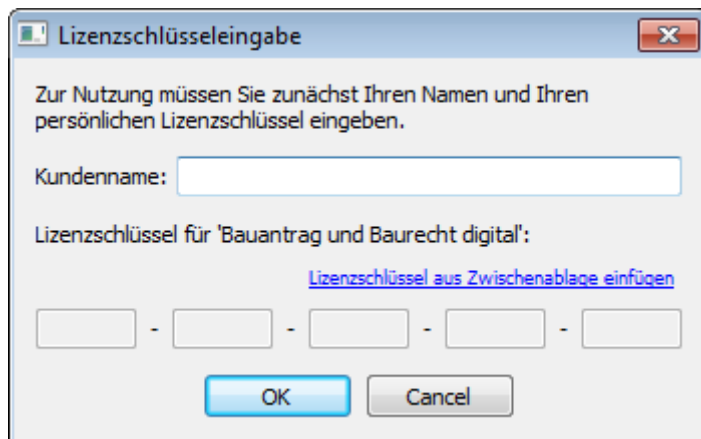 Lizenzschlüsseleingabe
Zur Nutzung müssen Sie zunächst Ihren Namen und Ihren
persönlichen Lizenzschlüssel eingeben.
Kundenname:
Lizenzschlüssel für 'Bauantrag und Baurecht digital':
Lizenzschlüssel aus Zwischenablage einfügen
- - - -
OK Cancel